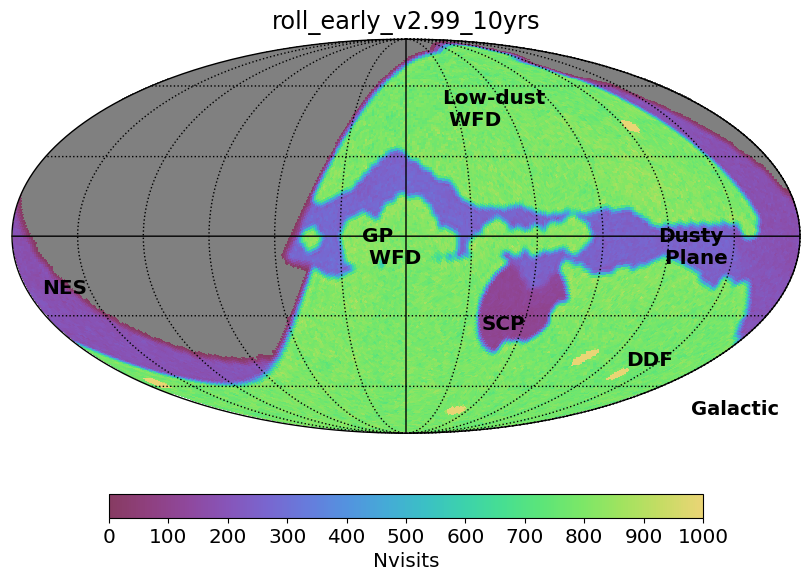 roll_early_v2.99_10yrs
Low-dust
WFD
GP
WFD
Dusty
Plane
NES
SCP
DDF
Galactic
0 100 200 300 400 500 600 700 800 900 1000
Nvisits